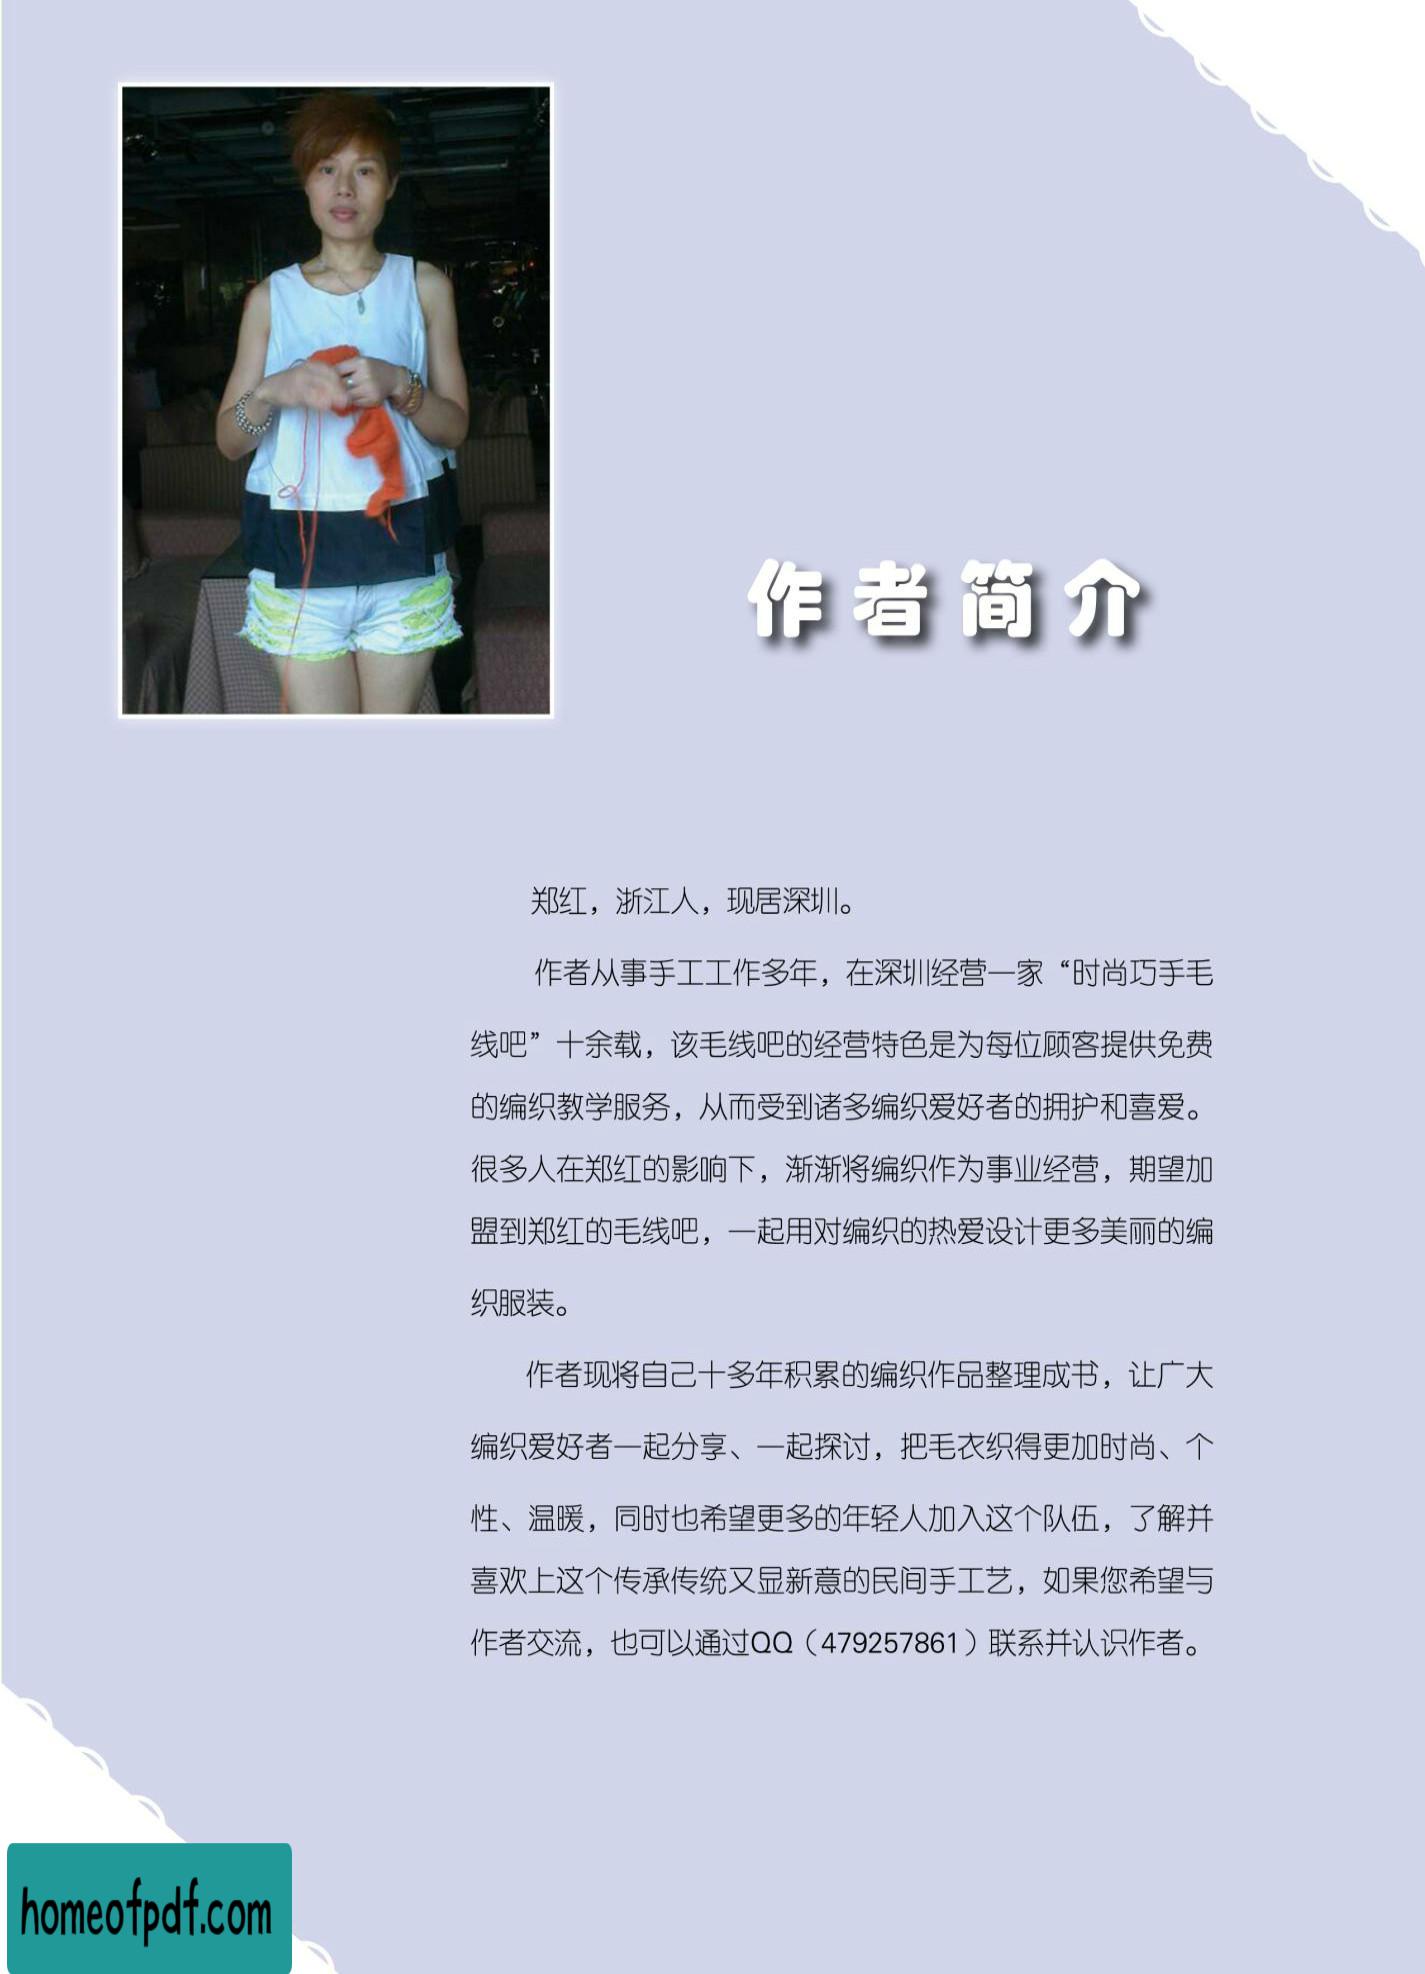 作者简介
郑红，浙江人，现居深圳。
作者从事手工工作多年，在深圳经营一家“时尚巧手毛
线吧”十余载，该毛线吧的经营特色是为每位顾客提供免费
的编织教学服务，从而受到诸多编织爱好者的拥护和喜爱。
很多人在郑红的影响下，渐渐将编织作为事业经营，期望加
盟到郑红的毛线吧，一起用对编织的热爱设计更多美丽的编
织服装。
作者现将自己十多年积累的编织作品整理成书，让广大
编织爱好者一起分享、一起探讨，把毛衣织得更加时尚、个
性、温暖，同时也希望更多的年轻人加入这个队伍，了解并
喜欢上这个传承传统又显新意的民间手工艺，如果您希望与
作者交流，也可以通过QQ（479257861）联系并认识作者。
homeofpdf.com